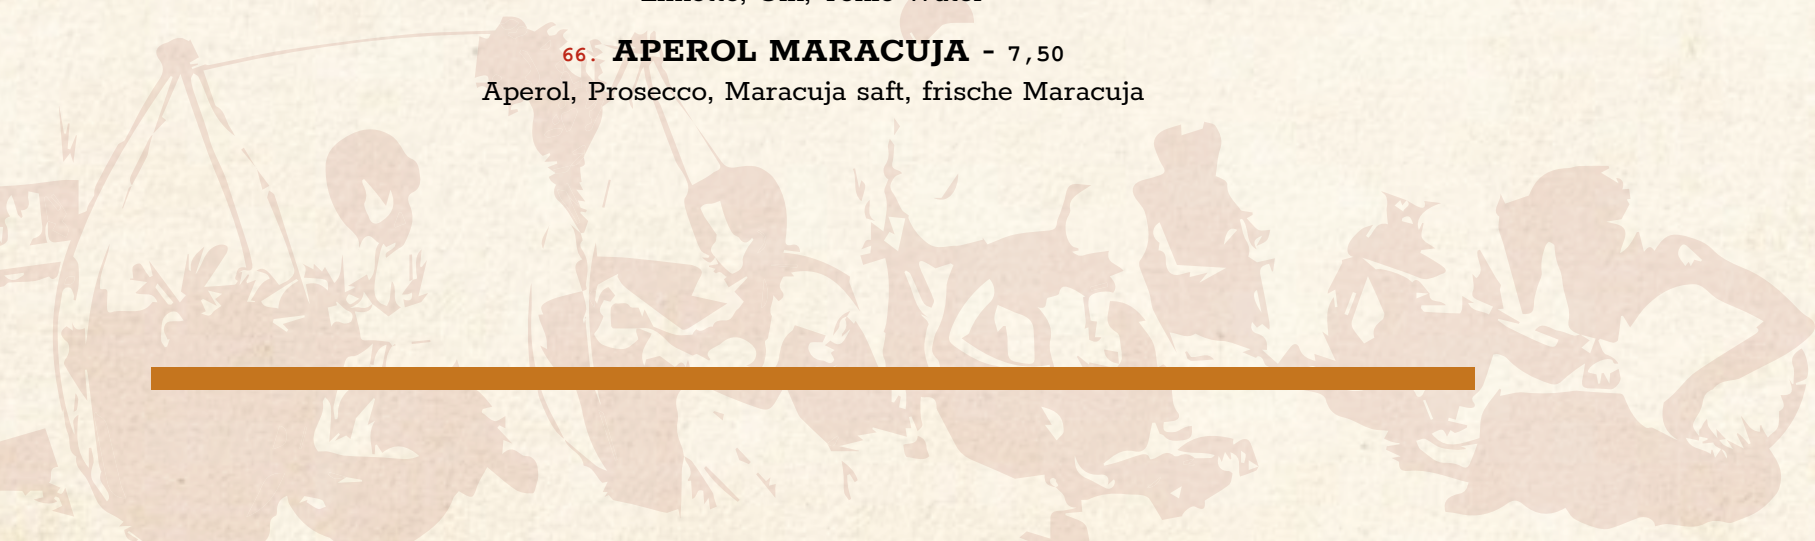 66. APEROL MARACUJA - 7,50
Aperol, Prosecco, Maracuja saft, frische Maracuja